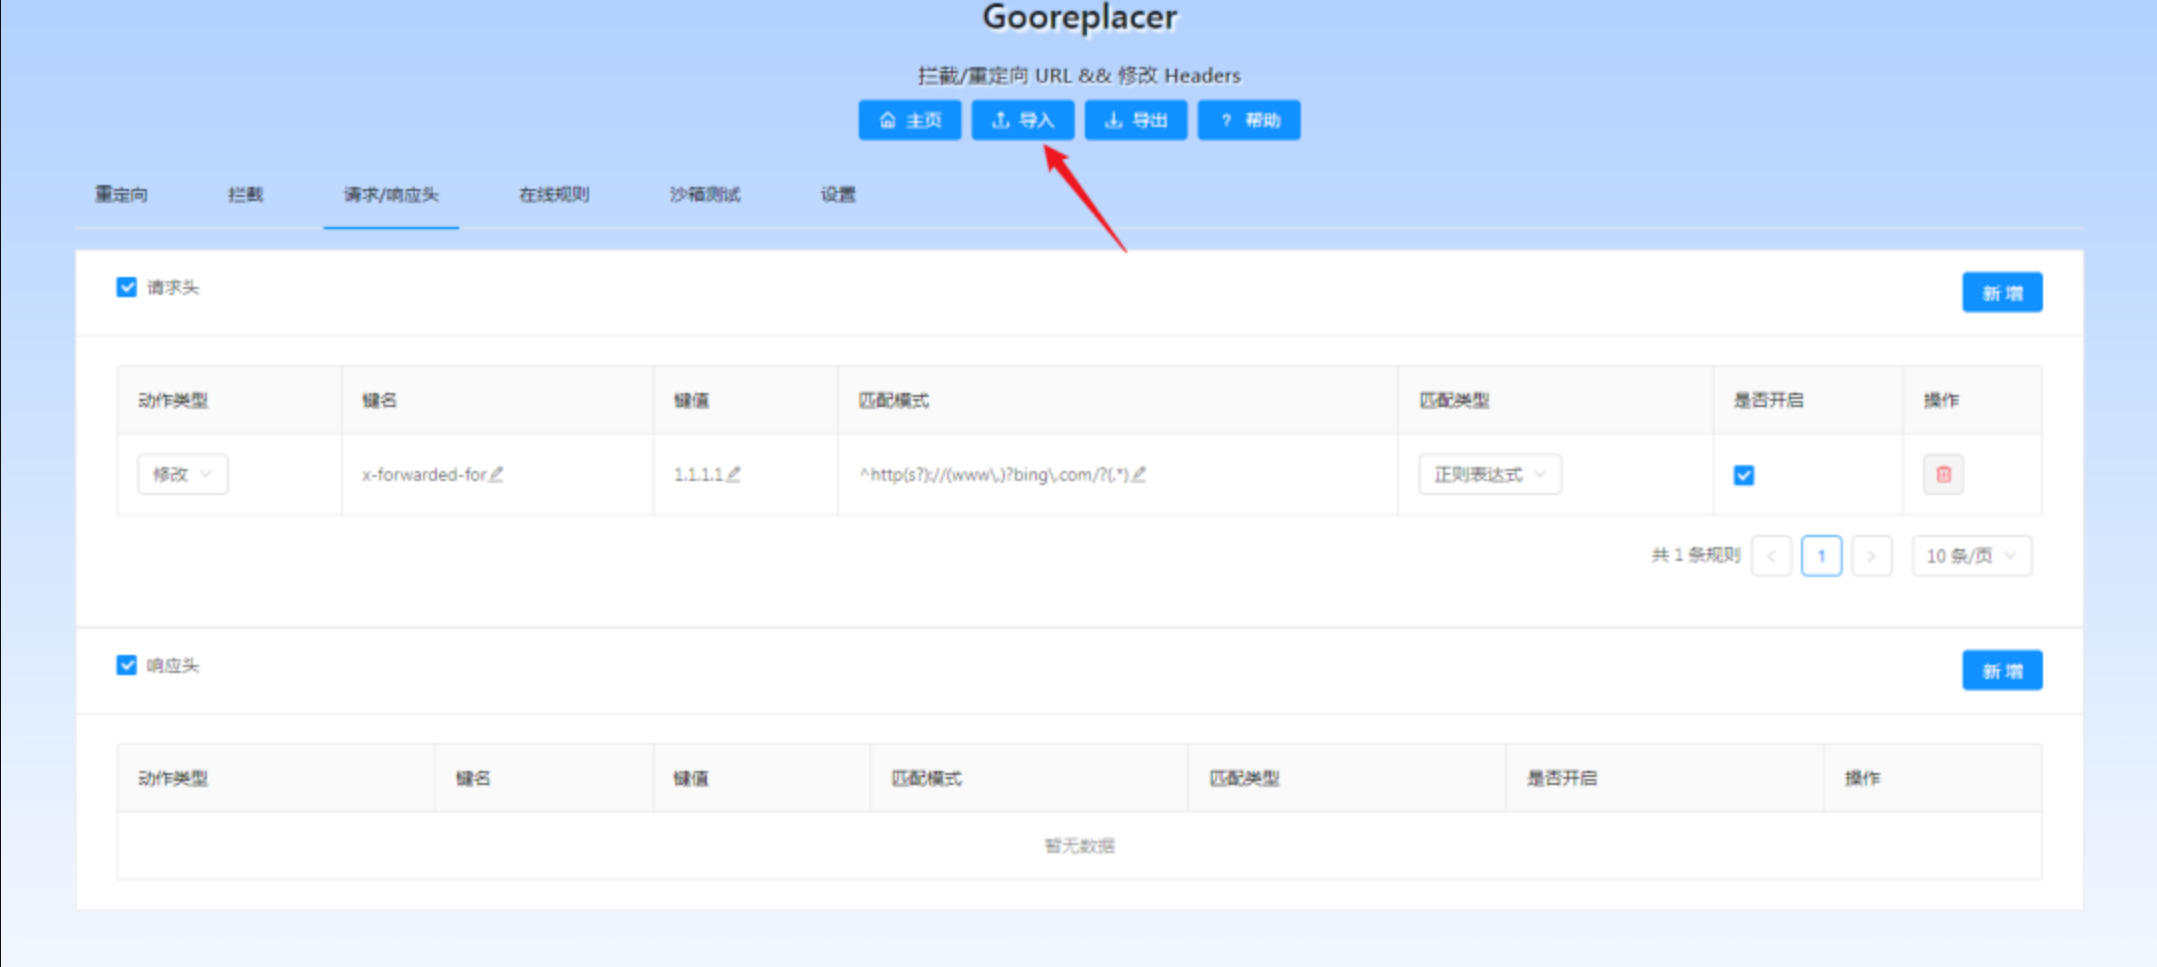 Gooreplacer
拦截/重定向 URL && 修改 Headers
主页 导入 导出 ? 帮助
重定向 拦截 请求/响应头 在线规则 沙箱测试 设置
请求头 新增
动作类型 键名 键值 匹配模式 匹配类型 是否开启 操作
修改 x-forwarded-for 1.1.1.1 ^http(s?)://(www\.)?bing\.com/?(.*) 正则表达式
共 1 条规则 < 1 > 10 条/页
响应头 新增
动作类型 键名 键值 匹配模式 匹配类型 是否开启 操作
暂无数据